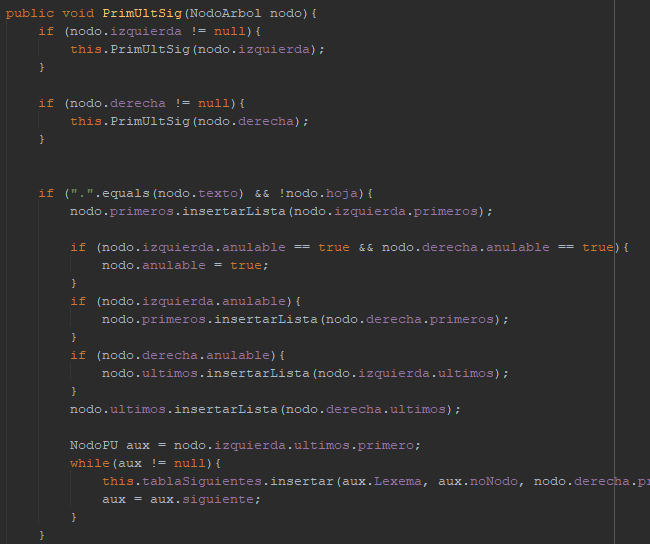 public void PrimUltSig(NodoArbol nodo){
if (nodo.izquierda != null){
this.PrimUltSig(nodo.izquierda);
}
if (nodo.derecha != null){
this.PrimUltSig(nodo.derecha);
}
if (".".equals(nodo.texto) && !nodo.hoja){
nodo.primeros.insertarLista(nodo.izquierda.primeros);
if (nodo.izquierda.anulable == true && nodo.derecha.anulable == true){
nodo.anulable = true;
}
if (nodo.izquierda.anulable){
nodo.primeros.insertarLista(nodo.derecha.primeros);
}
if (nodo.derecha.anulable){
nodo.ultimos.insertarLista(nodo.izquierda.ultimos);
}
nodo.ultimos.insertarLista(nodo.derecha.ultimos);
NodoPU aux = nodo.izquierda.ultimos.primero;
while(aux != null){
this.tablaSiguientes.insertar(aux.Lexema, aux.noNodo, nodo.derecha.p
aux = aux.siguiente;
}
}